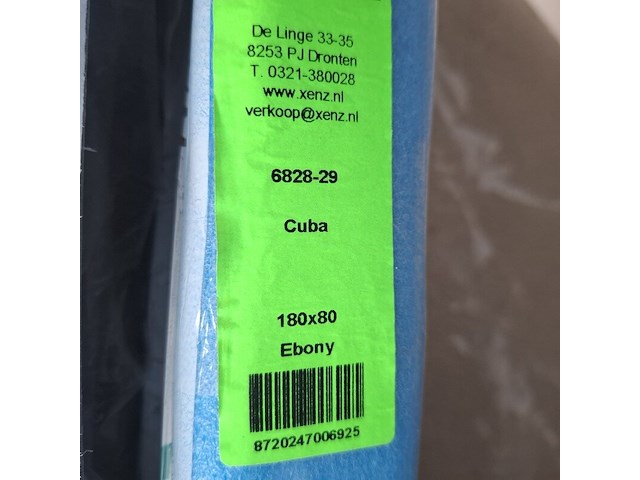 De Linge 33-35
8253 PJ Dronten
T. 0321-380028
www.xenz.nl
verkoop@xenz.nl
6828-29
Cuba
180x80
Ebony
8720247006925